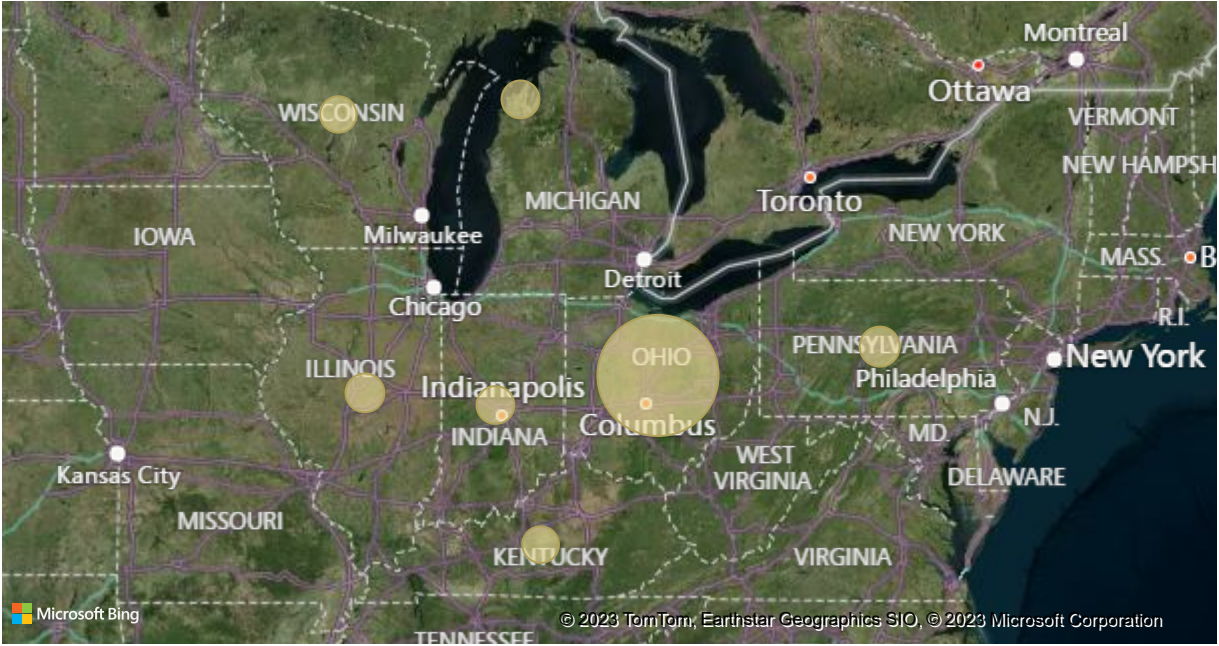 Montreal
Ottawa
WISCONSIN
VERMONT
NEW HAMPSH
MICHIGAN
Toronto
IOWA
Milwaukee
NEW YORK
MASS.
B
Detroit
Chicago
R.I.
OHIO
PENNSYLVANIA
New York
ILLINOIS
Indianapolis
Philadelphia
Columbus
N.J.
INDIANA
MD.
Kansas City
WEST
VIRGINIA
DELAWARE
MISSOURI
KENTUCKY
VIRGINIA
Microsoft Bing
© 2023 TomTom, Earthstar Geographics SIO, © 2023 Microsoft Corporation
TENNESSEE